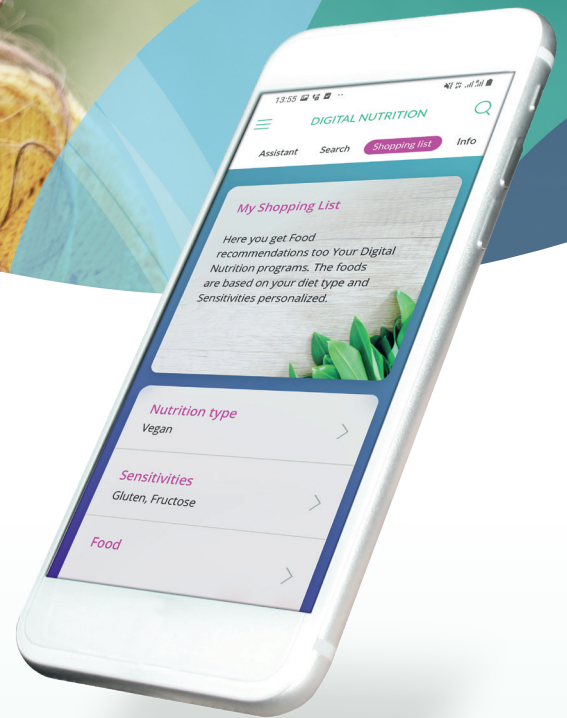 13:55
DIGITAL NUTRITION
Assistant Search Shopping list Info
My Shopping List
Here you get Food
recommendations too Your Digital
Nutrition programs. The foods
are based on your diet type and
Sensitivities personalized.
Nutrition type
Vegan
Sensitivities
Gluten, Fructose
Food